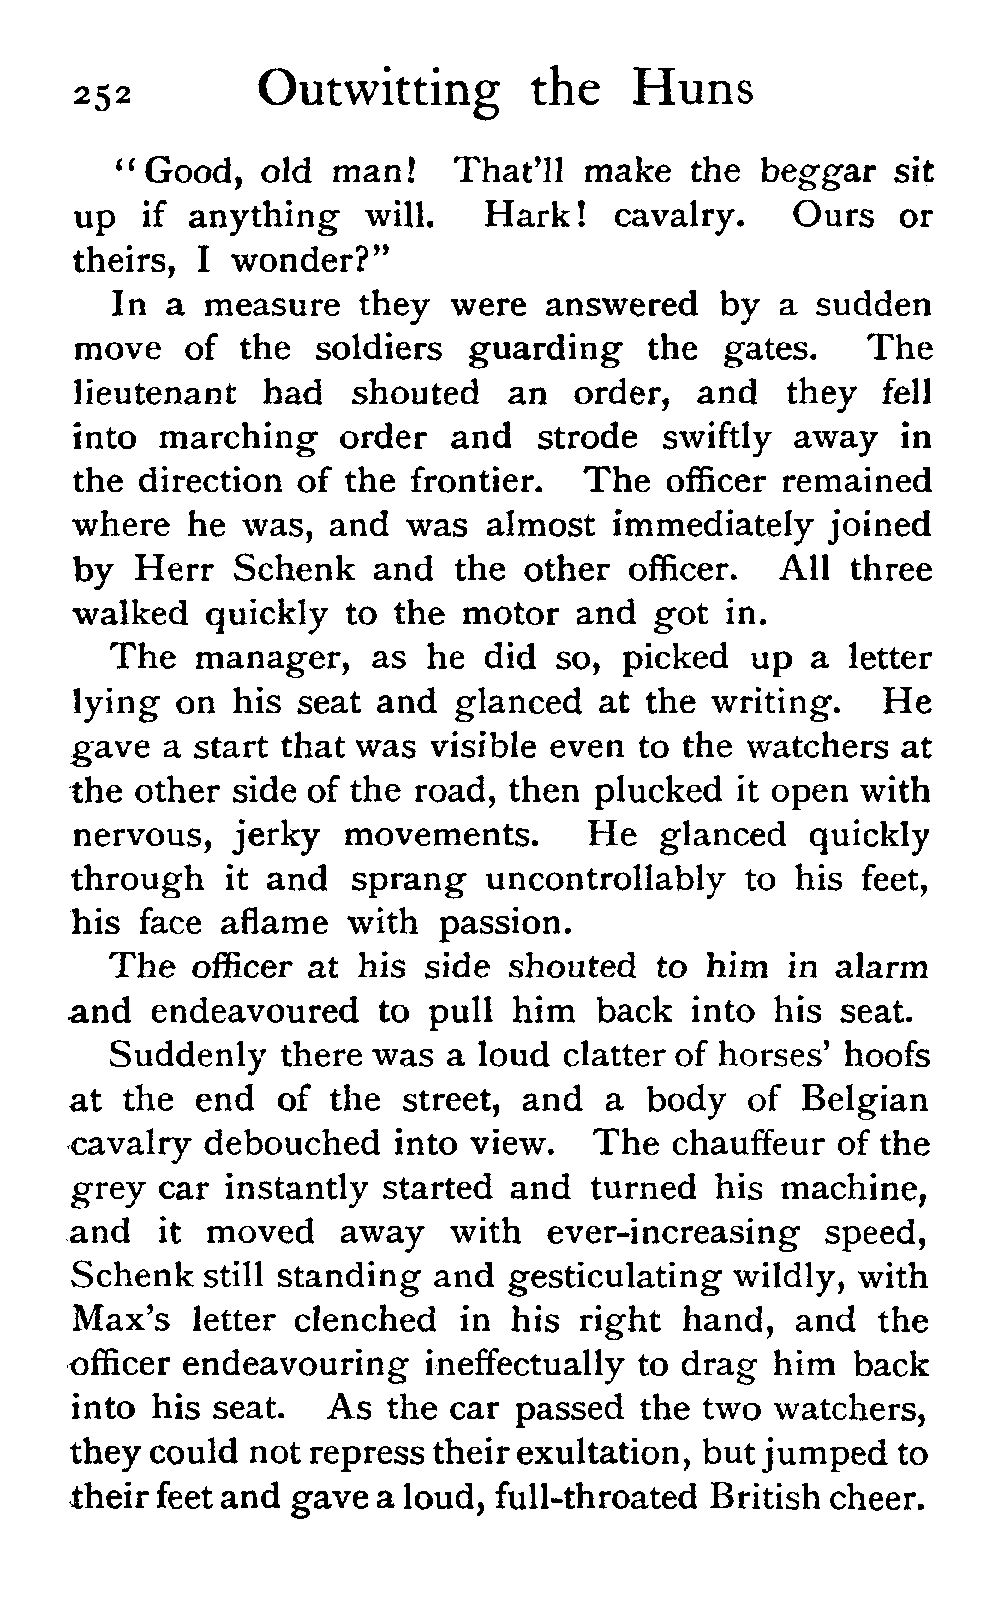 252 Outwitting the Huns
“Good, old man! That’ll make the beggar sit
up if anything will. Hark! cavalry. Ours or
theirs, I wonder?”
In a measure they were answered by a sudden
move of the soldiers guarding the gates. The
lieutenant had shouted an order, and they fell
into marching order and strode swiftly away in
the direction of the frontier. The officer remained
where he was, and was almost immediately joined
by Herr Schenk and the other officer. All three
walked quickly to the motor and got in.
The manager, as he did so, picked up a letter
lying on his seat and glanced at the writing. He
gave a start that was visible even to the watchers at
the other side of the road, then plucked it open with
nervous, jerky movements. He glanced quickly
through it and sprang uncontrollably to his feet,
his face aflame with passion.
The officer at his side shouted to him in alarm
and endeavoured to pull him back into his seat.
Suddenly there was a loud clatter of horses’ hoofs
at the end of the street, and a body of Belgian
cavalry debouched into view. The chauffeur of the
grey car instantly started and turned his machine,
and it moved away with ever-increasing speed,
Schenk still standing and gesticulating wildly, with
Max’s letter clenched in his right hand, and the
officer endeavouring ineffectually to drag him back
into his seat. As the car passed the two watchers,
they could not repress their exultation, but jumped to
their feet and gave a loud, full-throated British cheer.